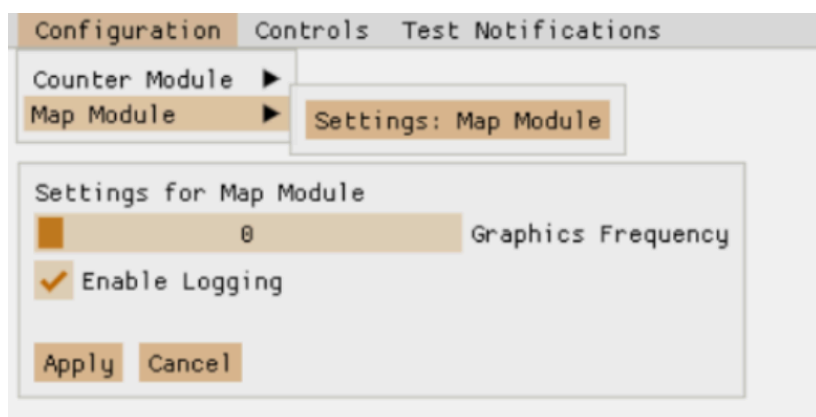 Configuration Controls Test Notifications
Counter Module
Map Module
Settings: Map Module
Settings for Map Module
0 Graphics Frequency
Enable Logging
Apply Cancel